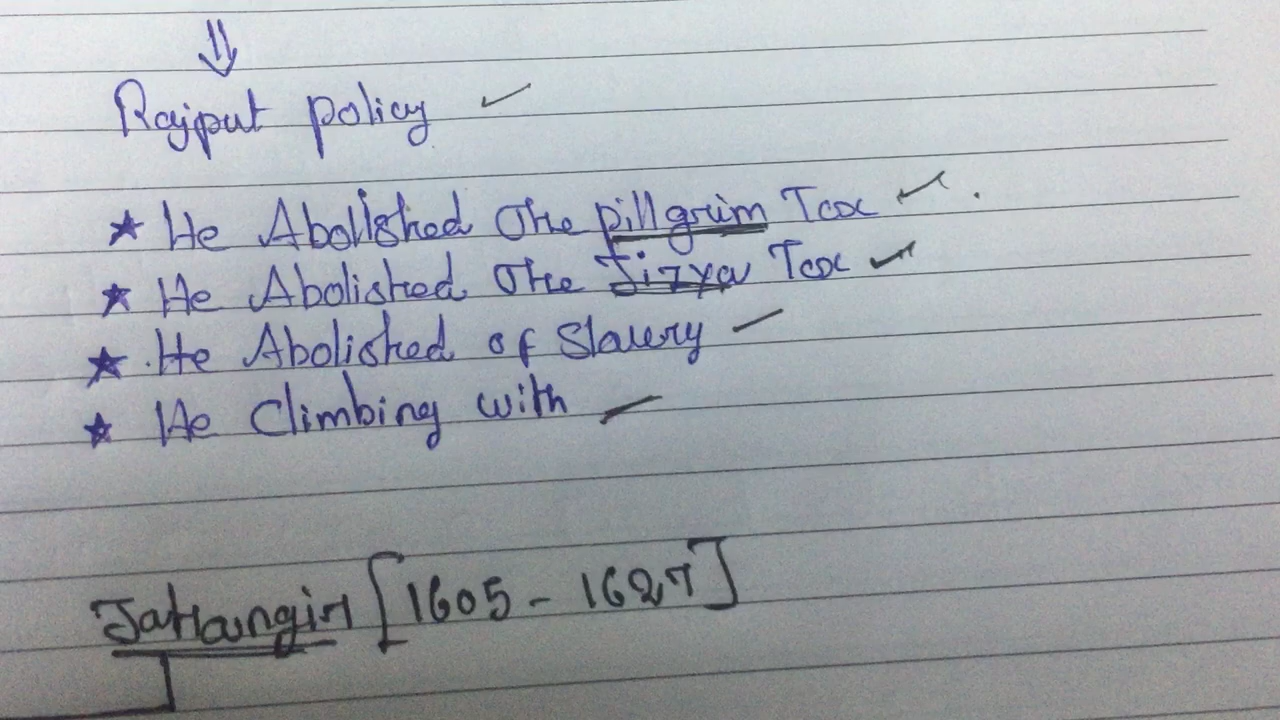 Rajput policy
He Abolished The pillgrim Tax
He Abolished The Jizya Tax
He Abolished of Slavery
He Climbing with
Jahangir [1605 - 1627]